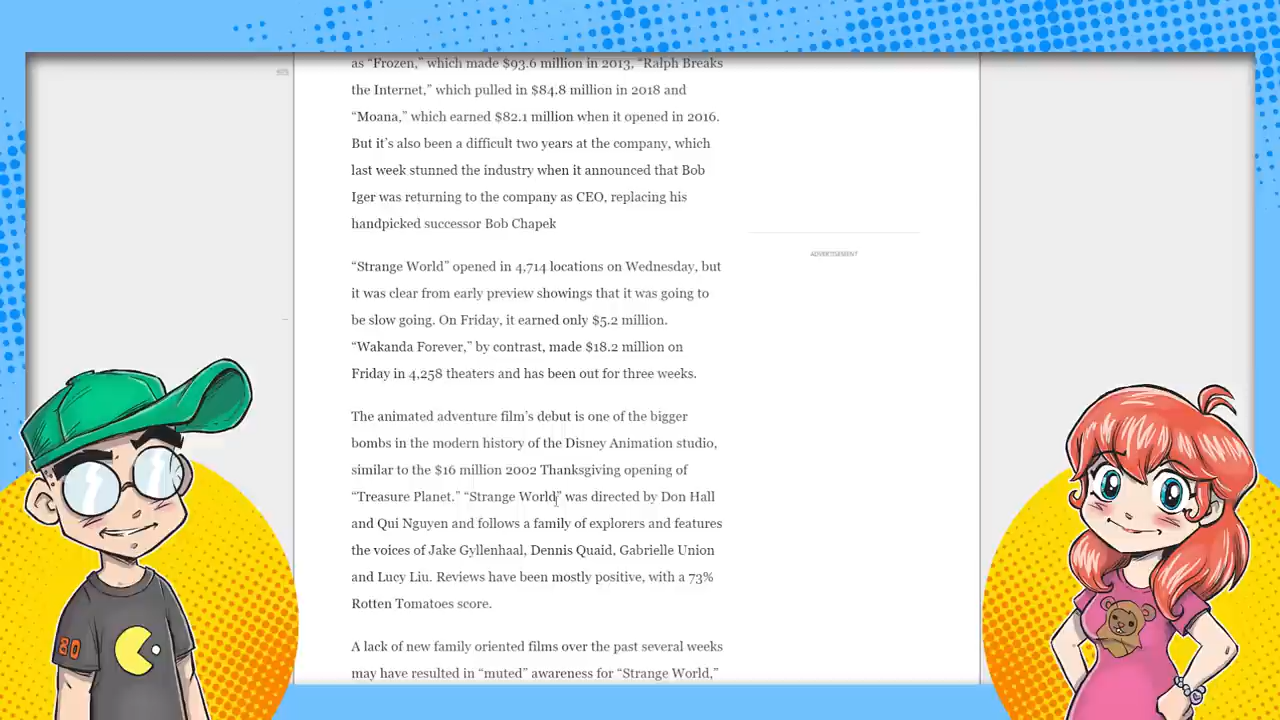 as “Frozen,” which made $93.6 million in 2013, “Ralph Breaks
the Internet,” which pulled in $84.8 million in 2018 and
“Moana,” which earned $82.1 million when it opened in 2016.
But it’s also been a difficult two years at the company, which
last week stunned the industry when it announced that Bob
Iger was returning to the company as CEO, replacing his
handpicked successor Bob Chapek
ADVERTISEMENT
“Strange World” opened in 4,714 locations on Wednesday, but
it was clear from early preview showings that it was going to
be slow going. On Friday, it earned only $5.2 million.
“Wakanda Forever,” by contrast, made $18.2 million on
Friday in 4,258 theaters and has been out for three weeks.
The animated adventure film’s debut is one of the bigger
bombs in the modern history of the Disney Animation studio,
similar to the $16 million 2002 Thanksgiving opening of
“Treasure Planet.” “Strange World” was directed by Don Hall
and Qui Nguyen and follows a family of explorers and features
the voices of Jake Gyllenhaal, Dennis Quaid, Gabrielle Union
and Lucy Liu. Reviews have been mostly positive, with a 73%
Rotten Tomatoes score.
A lack of new family oriented films over the past several weeks
may have resulted in “muted” awareness for “Strange World,”
80